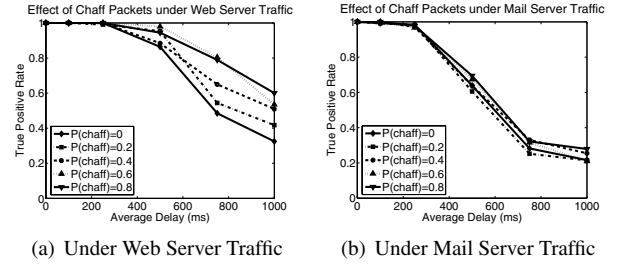 Effect of Chaff Packets under Web Server Traffic
1
0.8
0.6
0.4
0.2
0
True Positive Rate
P(chaff)=0
P(chaff)=0.2
P(chaff)=0.4
P(chaff)=0.6
P(chaff)=0.8
0 200 400 600 800 1000
Average Delay (ms)
(a) Under Web Server Traffic
Effect of Chaff Packets under Mail Server Traffic
1
0.8
0.6
0.4
0.2
0
True Positive Rate
P(chaff)=0
P(chaff)=0.2
P(chaff)=0.4
P(chaff)=0.6
P(chaff)=0.8
0 200 400 600 800 1000
Average Delay (ms)
(b) Under Mail Server Traffic